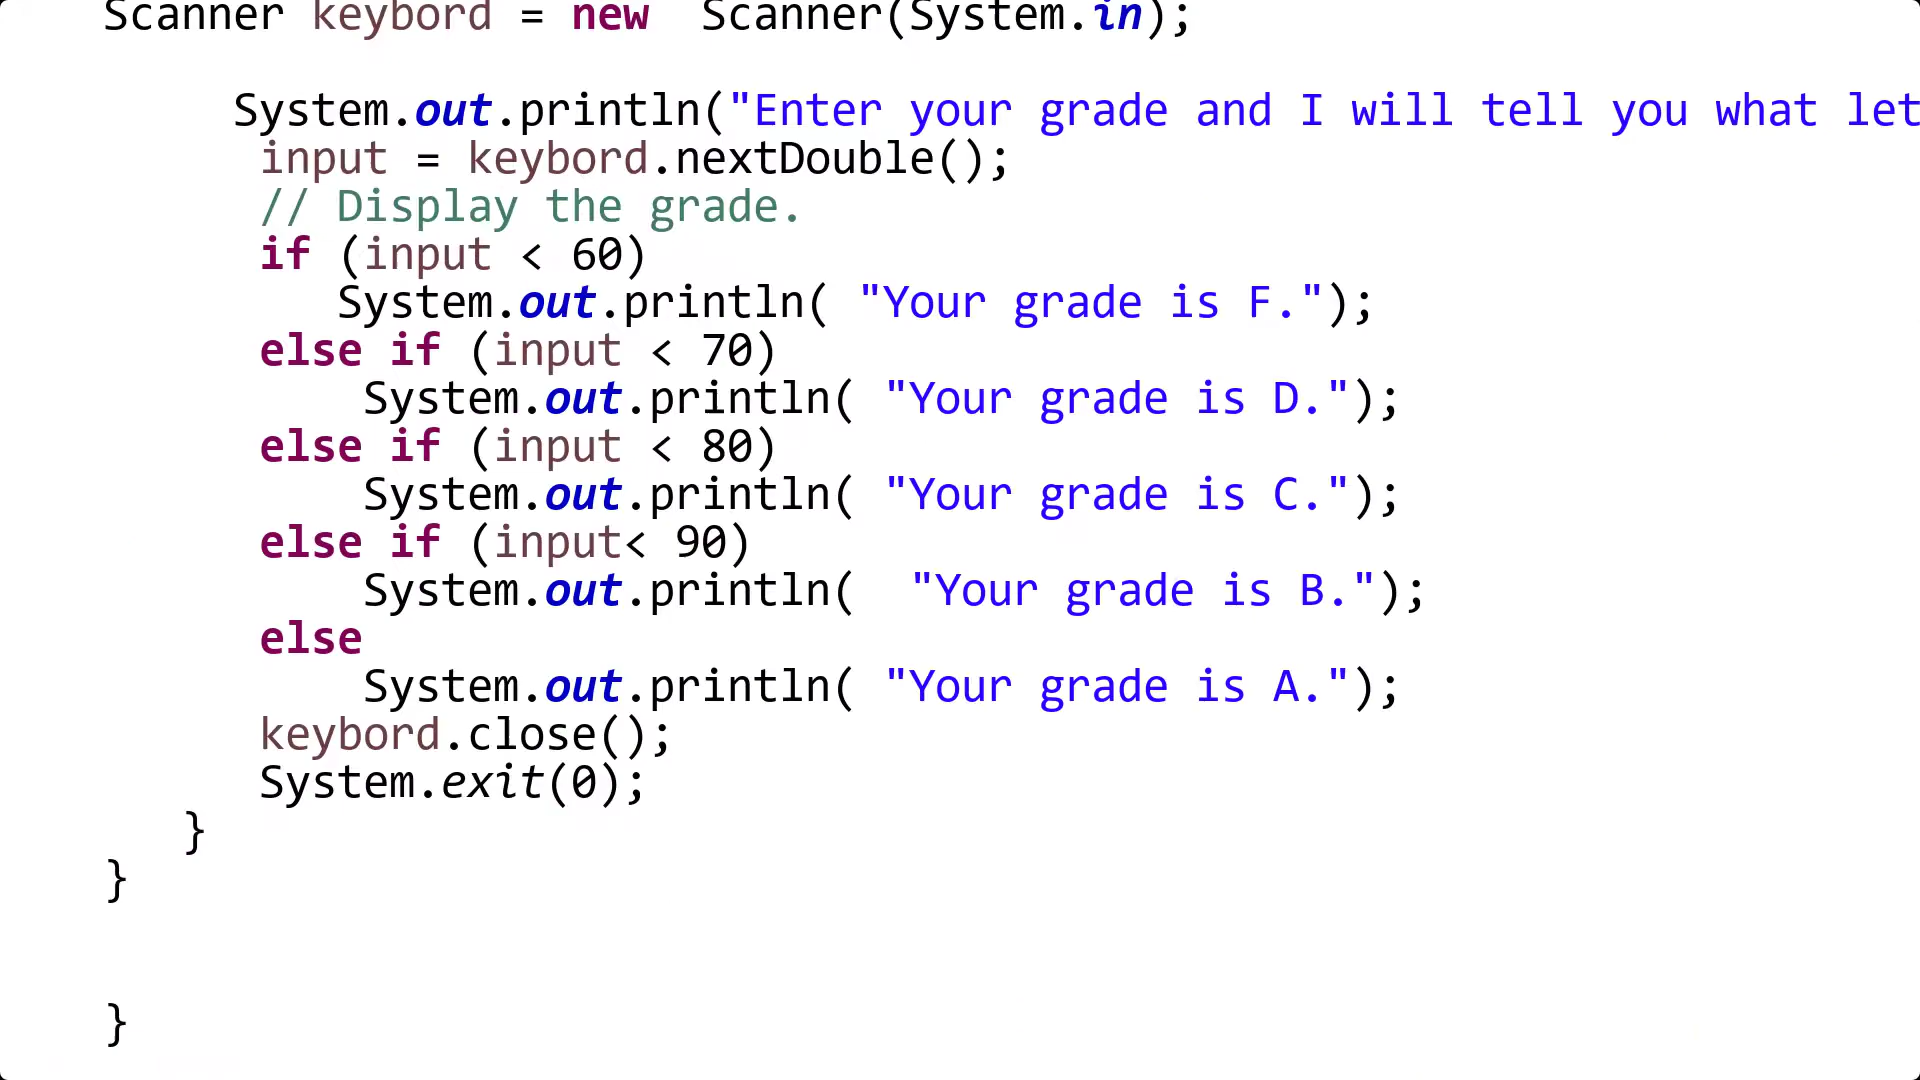 Scanner keybord = new  Scanner(System.in);
System.out.println("Enter your grade and I will tell you what let
input = keybord.nextDouble();
// Display the grade.
if (input < 60)
System.out.println( "Your grade is F.");
else if (input < 70)
System.out.println( "Your grade is D.");
else if (input < 80)
System.out.println( "Your grade is C.");
else if (input< 90)
System.out.println(  "Your grade is B.");
else
System.out.println( "Your grade is A.");
keybord.close();
System.exit(0);
}
}
}